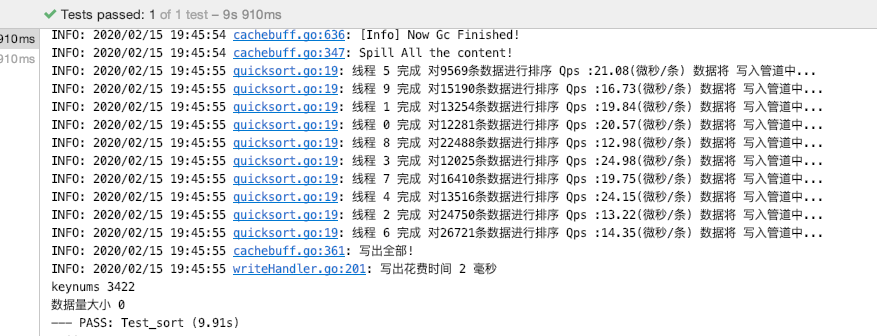 Tests passed: 1 of 1 test – 9s 910ms
910ms INFO: 2020/02/15 19:45:54 cachebuff.go:636: [Info] Now Gc Finished!
910ms INFO: 2020/02/15 19:45:54 cachebuff.go:347: Spill All the content!
INFO: 2020/02/15 19:45:55 quicksort.go:19: 线程 5 完成 对9569条数据进行排序 Qps :21.08(微秒/条) 数据将 写入管道中...
INFO: 2020/02/15 19:45:55 quicksort.go:19: 线程 9 完成 对15190条数据进行排序 Qps :16.73(微秒/条) 数据将 写入管道中...
INFO: 2020/02/15 19:45:55 quicksort.go:19: 线程 1 完成 对13254条数据进行排序 Qps :19.84(微秒/条) 数据将 写入管道中...
INFO: 2020/02/15 19:45:55 quicksort.go:19: 线程 0 完成 对12281条数据进行排序 Qps :20.57(微秒/条) 数据将 写入管道中...
INFO: 2020/02/15 19:45:55 quicksort.go:19: 线程 8 完成 对22488条数据进行排序 Qps :12.98(微秒/条) 数据将 写入管道中...
INFO: 2020/02/15 19:45:55 quicksort.go:19: 线程 3 完成 对12025条数据进行排序 Qps :24.98(微秒/条) 数据将 写入管道中...
INFO: 2020/02/15 19:45:55 quicksort.go:19: 线程 7 完成 对16410条数据进行排序 Qps :19.75(微秒/条) 数据将 写入管道中...
INFO: 2020/02/15 19:45:55 quicksort.go:19: 线程 4 完成 对13516条数据进行排序 Qps :24.15(微秒/条) 数据将 写入管道中...
INFO: 2020/02/15 19:45:55 quicksort.go:19: 线程 2 完成 对24750条数据进行排序 Qps :13.22(微秒/条) 数据将 写入管道中...
INFO: 2020/02/15 19:45:55 quicksort.go:19: 线程 6 完成 对26721条数据进行排序 Qps :14.35(微秒/条) 数据将 写入管道中...
INFO: 2020/02/15 19:45:55 cachebuff.go:361: 写出全部!
INFO: 2020/02/15 19:45:55 writeHandler.go:201: 写出花费时间 2 毫秒
keynums 3422
数据量大小 0
--- PASS: Test_sort (9.91s)